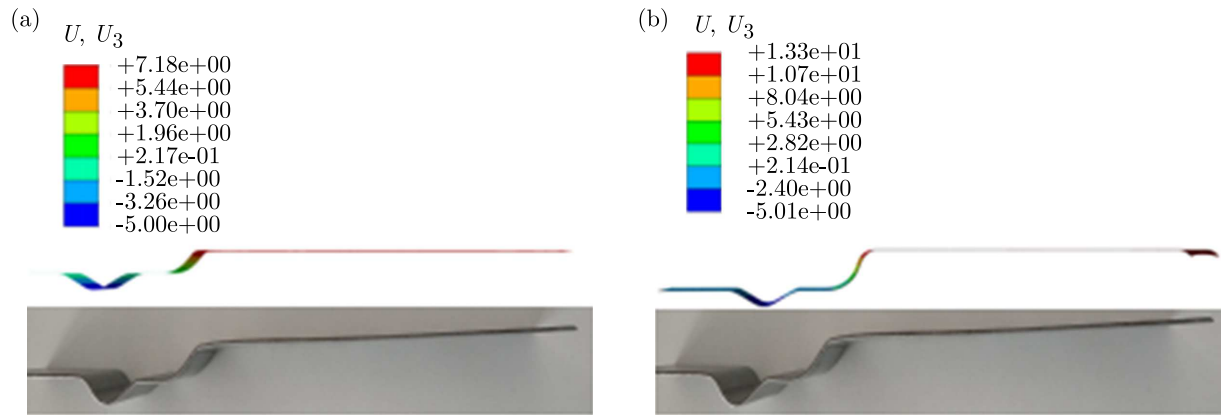 (a)
U, U3
+7.18e+00
+5.44e+00
+3.70e+00
+1.96e+00
+2.17e-01
-1.52e+00
-3.26e+00
-5.00e+00
(b)
U, U3
+1.33e+01
+1.07e+01
+8.04e+00
+5.43e+00
+2.82e+00
+2.14e-01
-2.40e+00
-5.01e+00